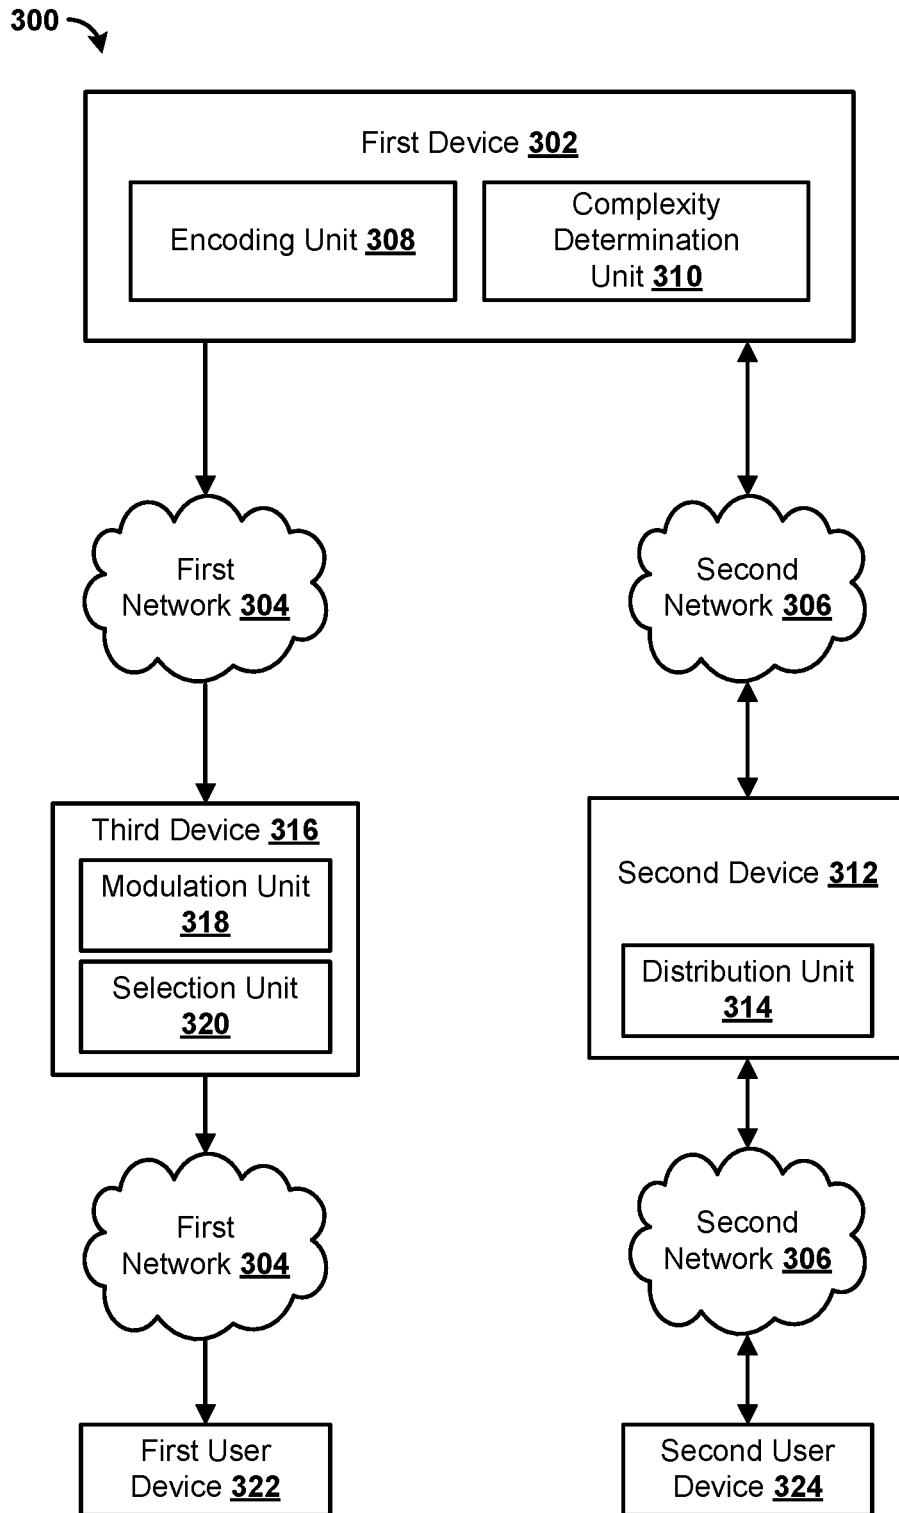 300
First Device 302
Encoding Unit 308
Complexity
Determination
Unit 310
First
Network 304
Second
Network 306
Third Device 316
Modulation Unit
318
Selection Unit
320
Second Device 312
Distribution Unit
314
First
Network 304
Second
Network 306
First User
Device 322
Second User
Device 324